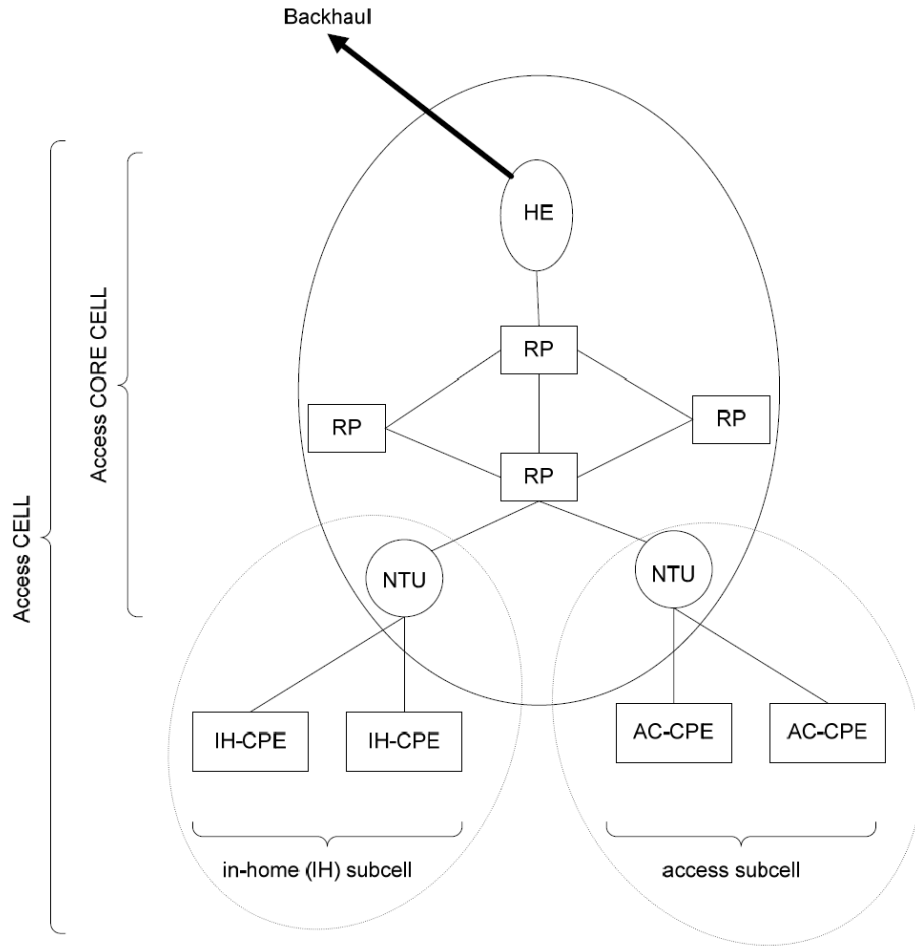 Backhaul
HE
RP
RP
RP
RP
NTU
NTU
IH-CPE
IH-CPE
AC-CPE
AC-CPE
in-home (IH) subcell
access subcell
Access CORE CELL
Access CELL